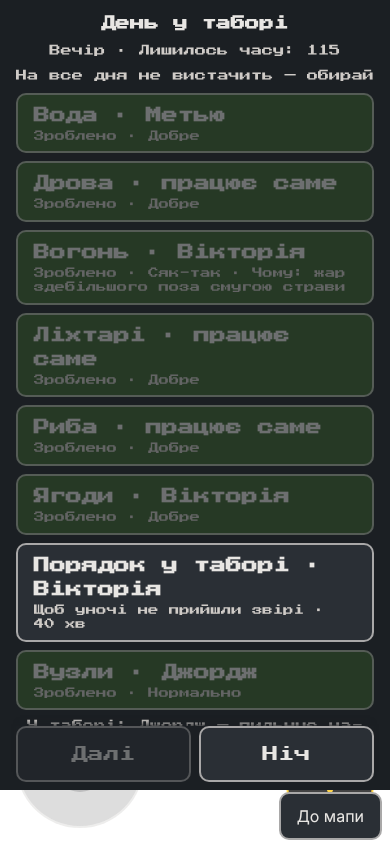 День у таборі
Вечір · Лишилось часу: 115
На все дня не вистачить — обирай
Вода · Метью
Зроблено · Добре
Дрова · працює саме
Зроблено · Добре
Вогонь · Вікторія
Зроблено · Сяк-так · Чому: жар
здебільшого поза смугою страви
Ліхтарі · працює
саме
Зроблено · Добре
Риба · працює саме
Зроблено · Добре
Ягоди · Вікторія
Зроблено · Добре
Порядок у таборі ·
Вікторія
Щоб уночі не прийшли звірі ·
40 хв
Вузли · Джордж
Зроблено · Нормально
У таборі: Джордж —
Далі
Ніч
До мапи